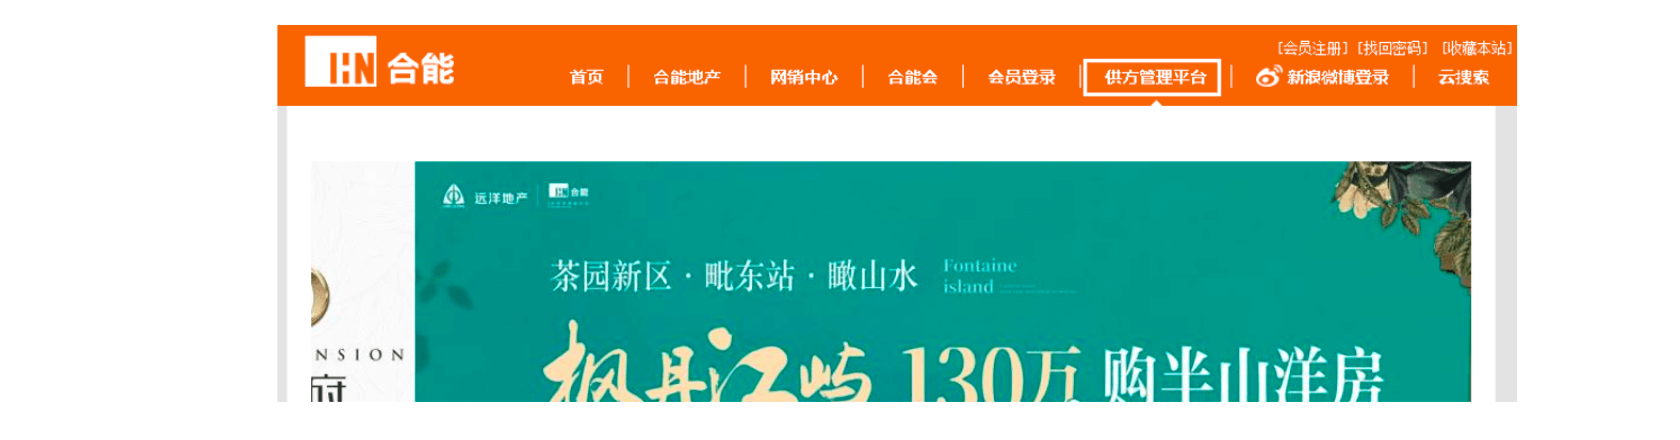 [会员注册] [找回密码] [收藏本站]
HN 合能
首页 合能地产 网销中心 合能会 会员登录 供方管理平台 新浪微博登录 云搜索
远洋地产 HN合能
茶园新区·毗东站·瞰山水
Fontaine
island
NSION
枫丹江屿 130万 购半山洋房
府